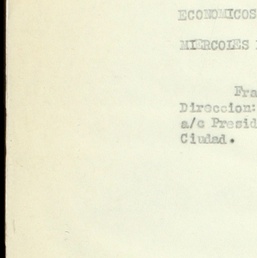 ECONOMICOS
MIERCOLES
Fra
Direccion:
a/c Presid
Ciudad.